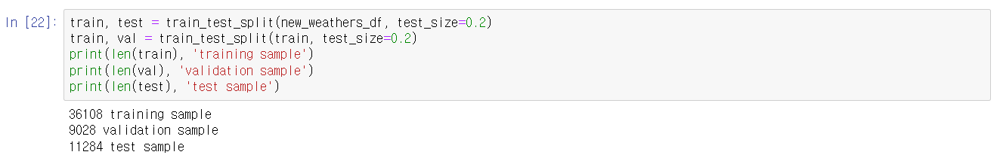 In [22]: train, test = train_test_split(new_weathers_df, test_size=0.2)
train, val = train_test_split(train, test_size=0.2)
print(len(train), 'training sample')
print(len(val), 'validation sample')
print(len(test), 'test sample')
36108 training sample
9028 validation sample
11284 test sample